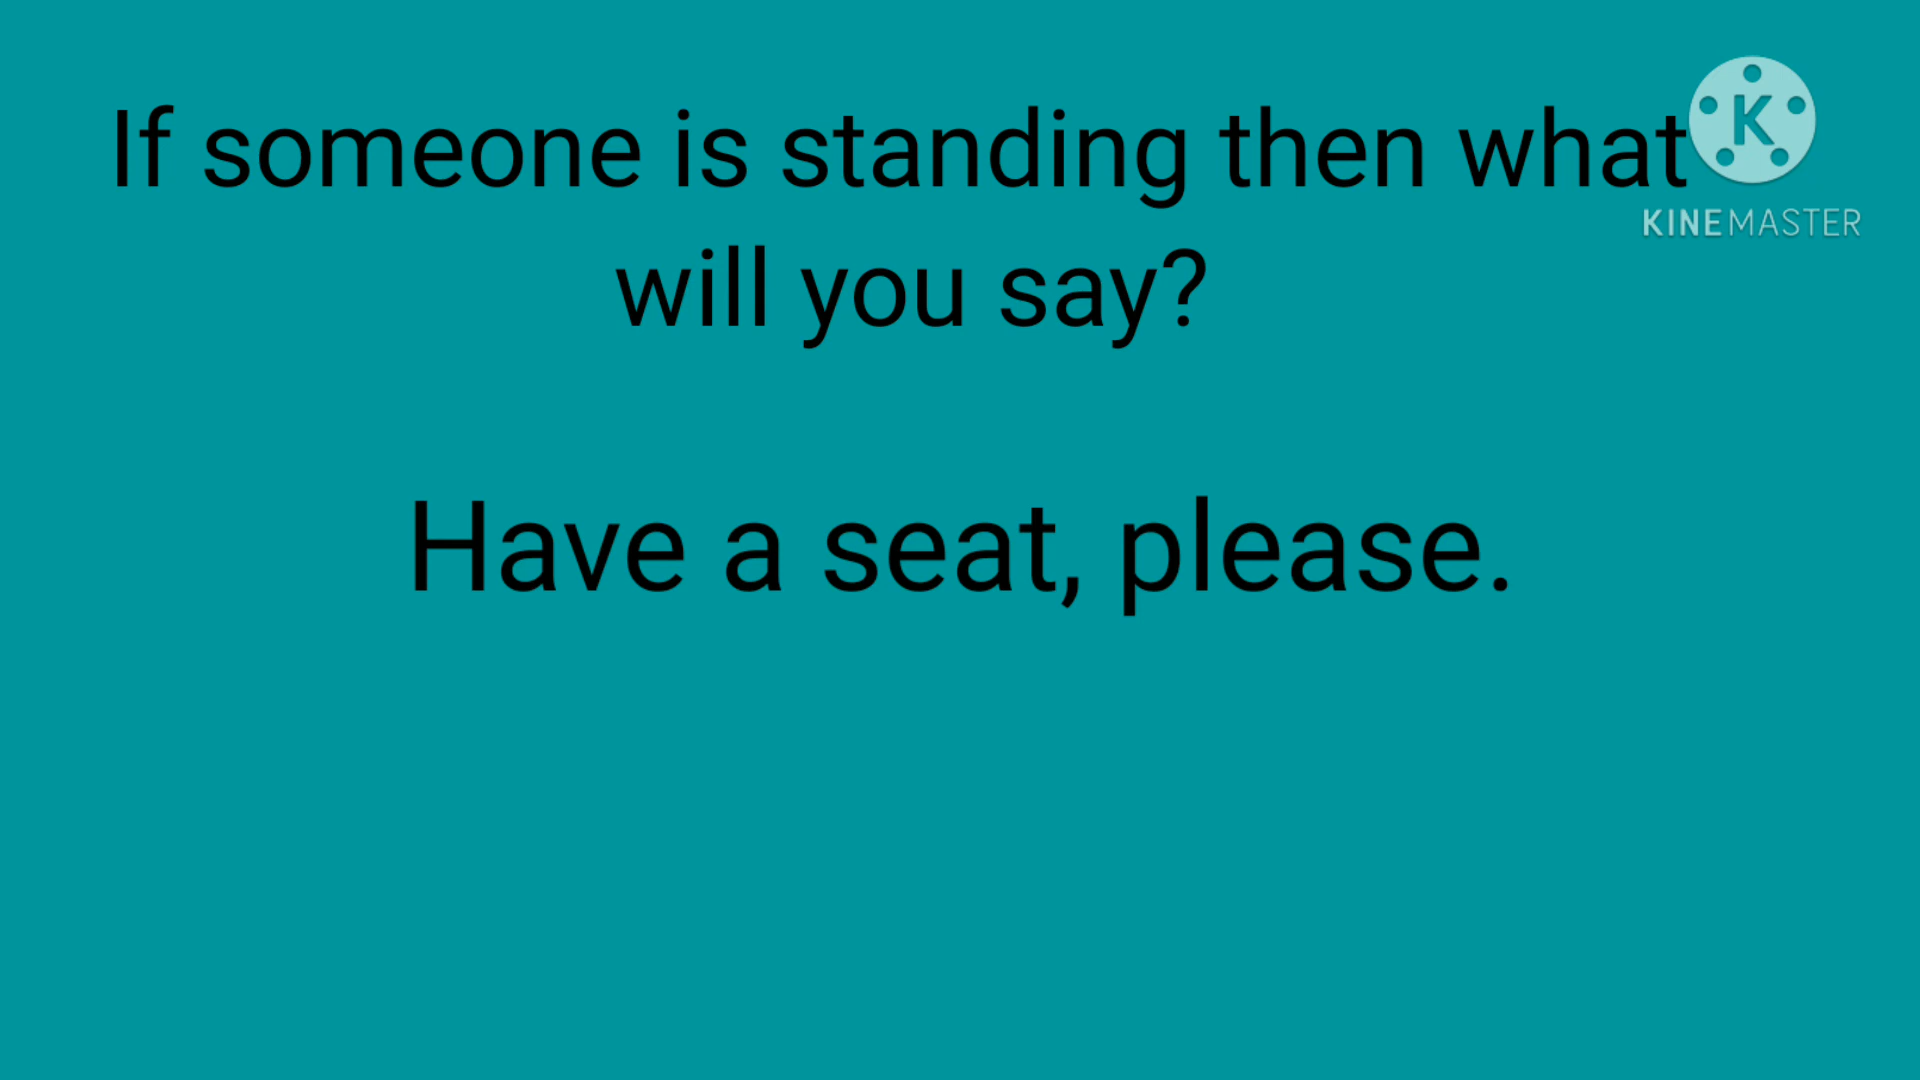 If someone is standing then what
will you say?
K
KINEMASTER
Have a seat, please.